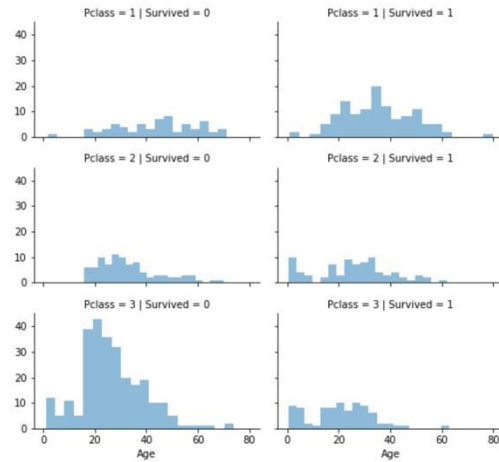 Pclass = 1 | Survived = 0
Pclass = 1 | Survived = 1
40
30
20
10
0
Pclass = 2 | Survived = 0
Pclass = 2 | Survived = 1
40
30
20
10
0
Pclass = 3 | Survived = 0
Pclass = 3 | Survived = 1
40
30
20
10
0
0 20 40 60 80
0 20 40 60 80
Age
Age